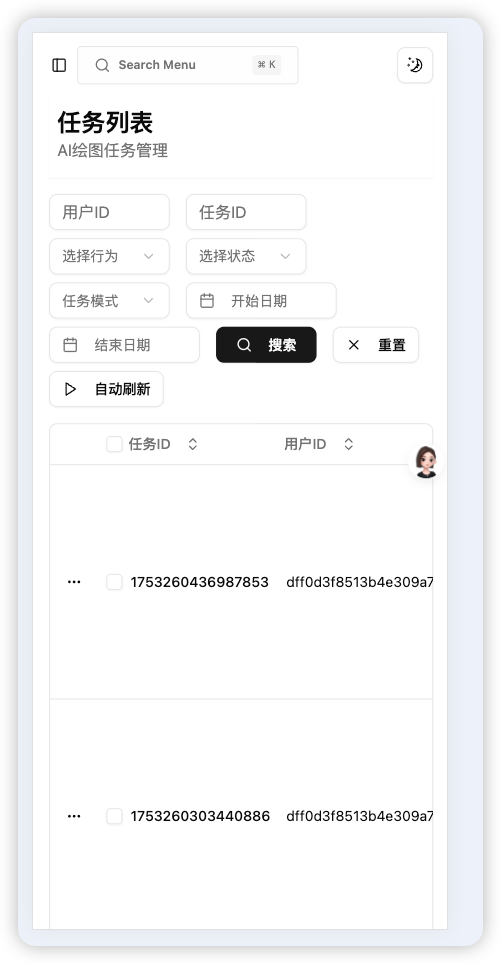 Search Menu ⌘ K
任务列表
AI绘图任务管理
用户ID 任务ID
选择行为 选择状态
任务模式 开始日期
结束日期 搜索 重置
自动刷新
任务ID 用户ID
1753260436987853 dff0d3f8513b4e309a7
1753260303440886 dff0d3f8513b4e309a7